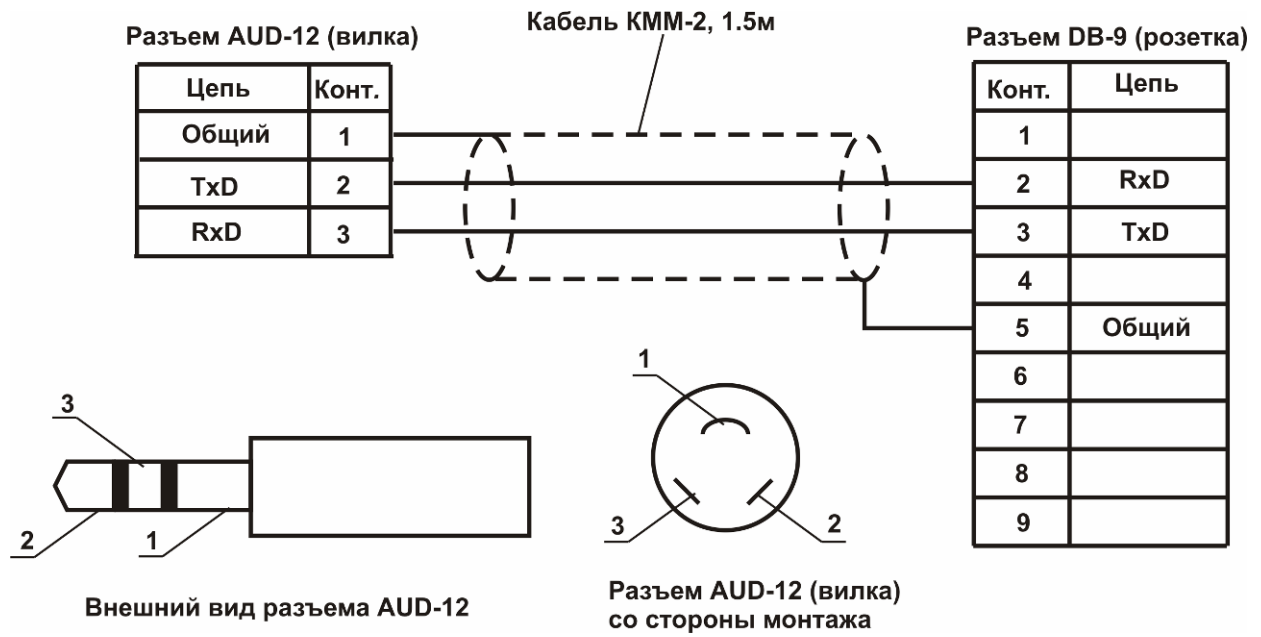 Кабель КММ-2, 1.5м
Разъем AUD-12 (вилка)
Разъем DB-9 (розетка)
Цепь Конт.
Общий 1
TxD 2
RxD 3
Конт. Цепь
1
2 RxD
3 TxD
4
5 Общий
6
7
8
9
3
2
1
1
3
2
Внешний вид разъема AUD-12
Разъем AUD-12 (вилка)
со стороны монтажа